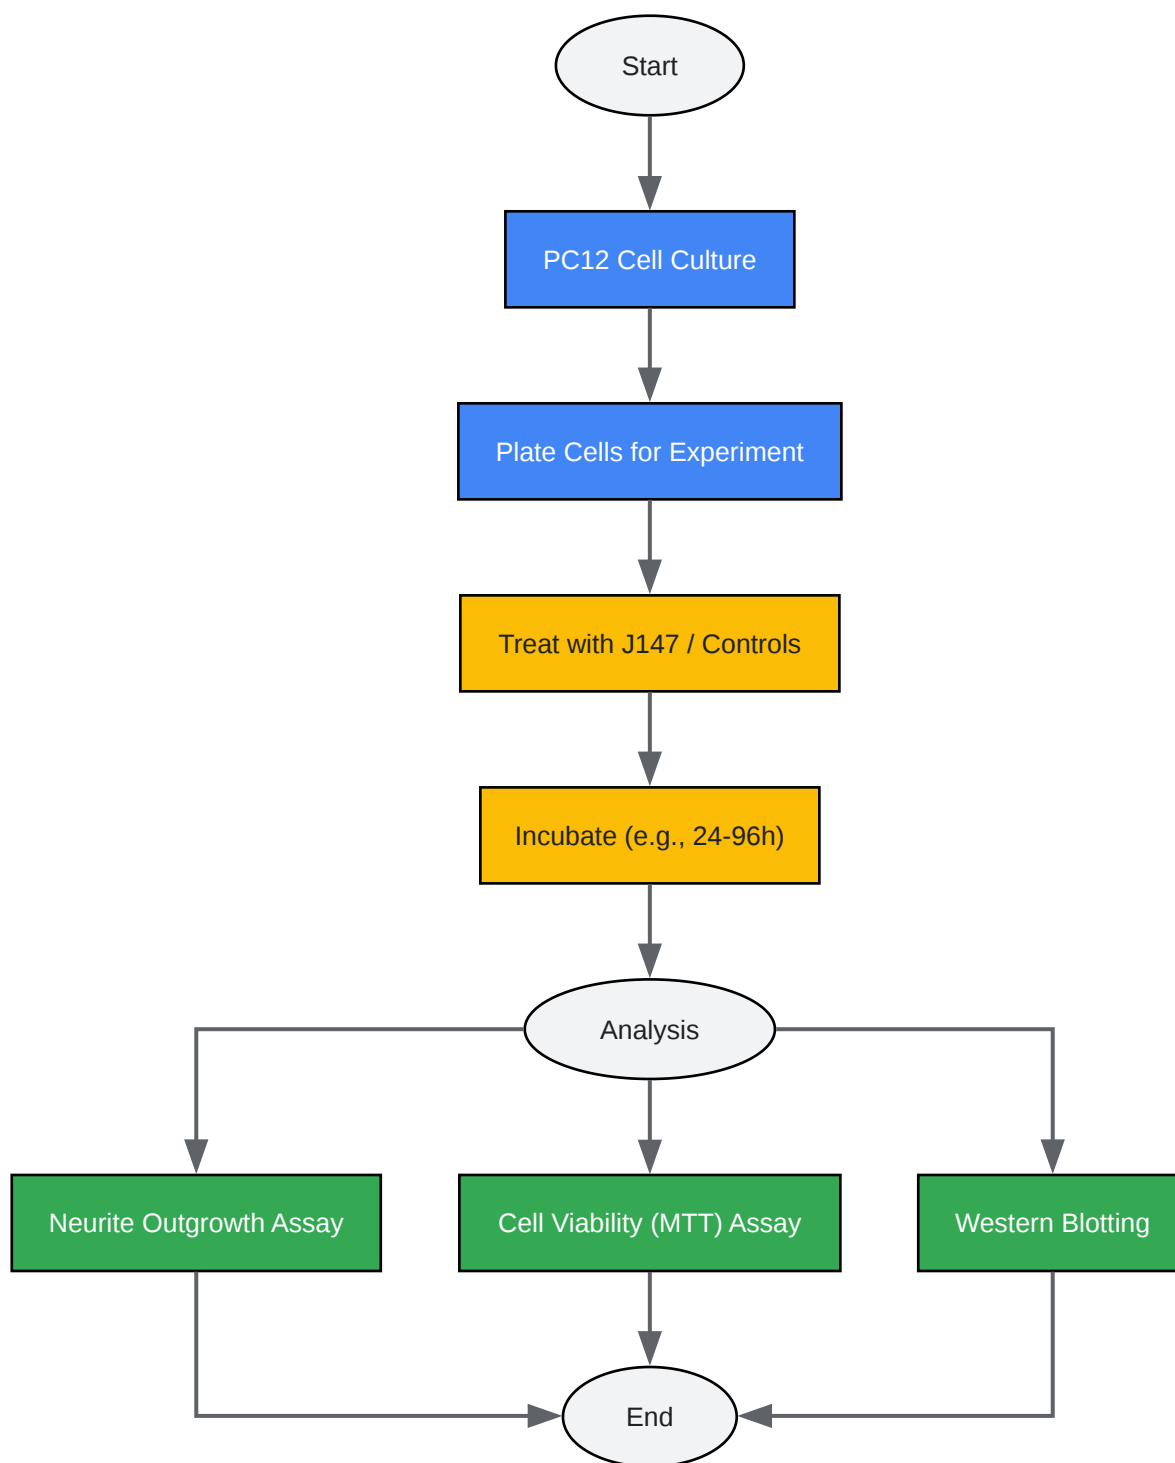 Start
PC12 Cell Culture
Plate Cells for Experiment
Treat with J147 / Controls
Incubate (e.g., 24-96h)
Analysis
Neurite Outgrowth Assay
Cell Viability (MTT) Assay
Western Blotting
End